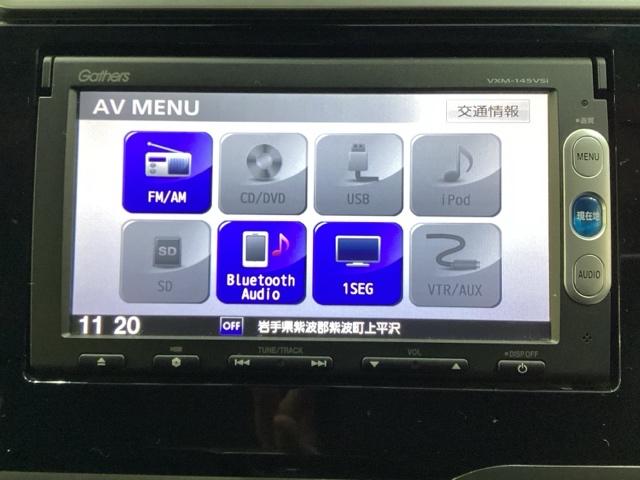 Gathers
VXM-145VSi
AV MENU
交通情報
FM/AM
CD/DVD
USB
iPod
SD
SD
Bluetooth
Audio
1SEG
VTR/AUX
11 20
OFF
岩手県紫波郡紫波町上平沢
画質
MENU
現在地
AUDIO
TUNE/TRACK
VOL
DISP.OFF